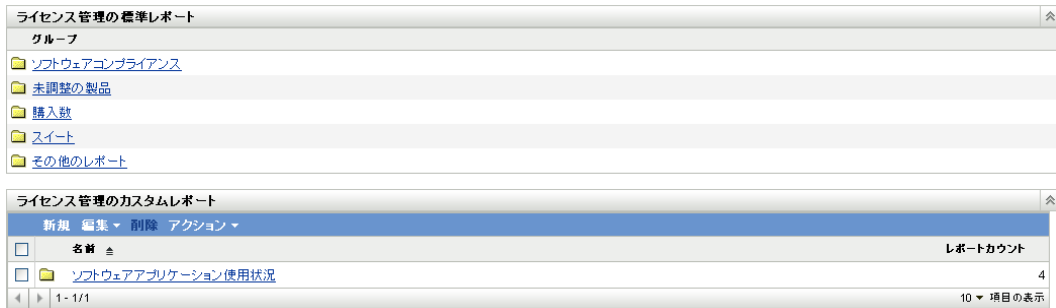 ライセンス管理の標準レポート
グループ
ソフトウェアコンプライアンス
未調整の製品
購入数
スイート
その他のレポート
ライセンス管理のカスタムレポート
新規 編集 削除 アクション
名前 レポートカウント
ソフトウェアアプリケーション使用状況 4
1 - 1/1 10 項目の表示